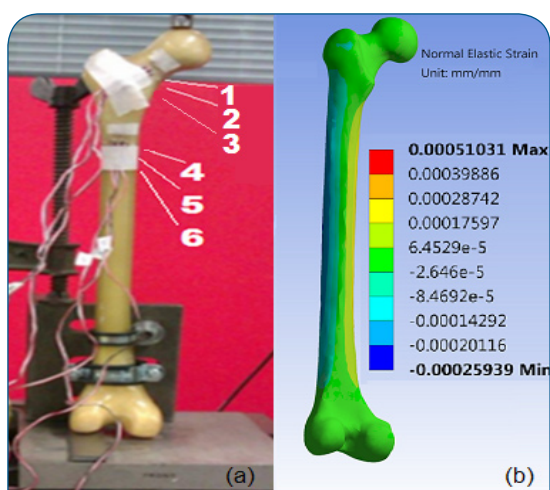 1
2
3
4
5
6
(a)
Normal Elastic Strain
Unit: mm/mm
0.00051031 Max
0.00039886
0.00028742
0.00017597
6.4529e-5
-2.646e-5
-8.4692e-5
-0.00014292
-0.00020116
-0.00025939 Min
(b)